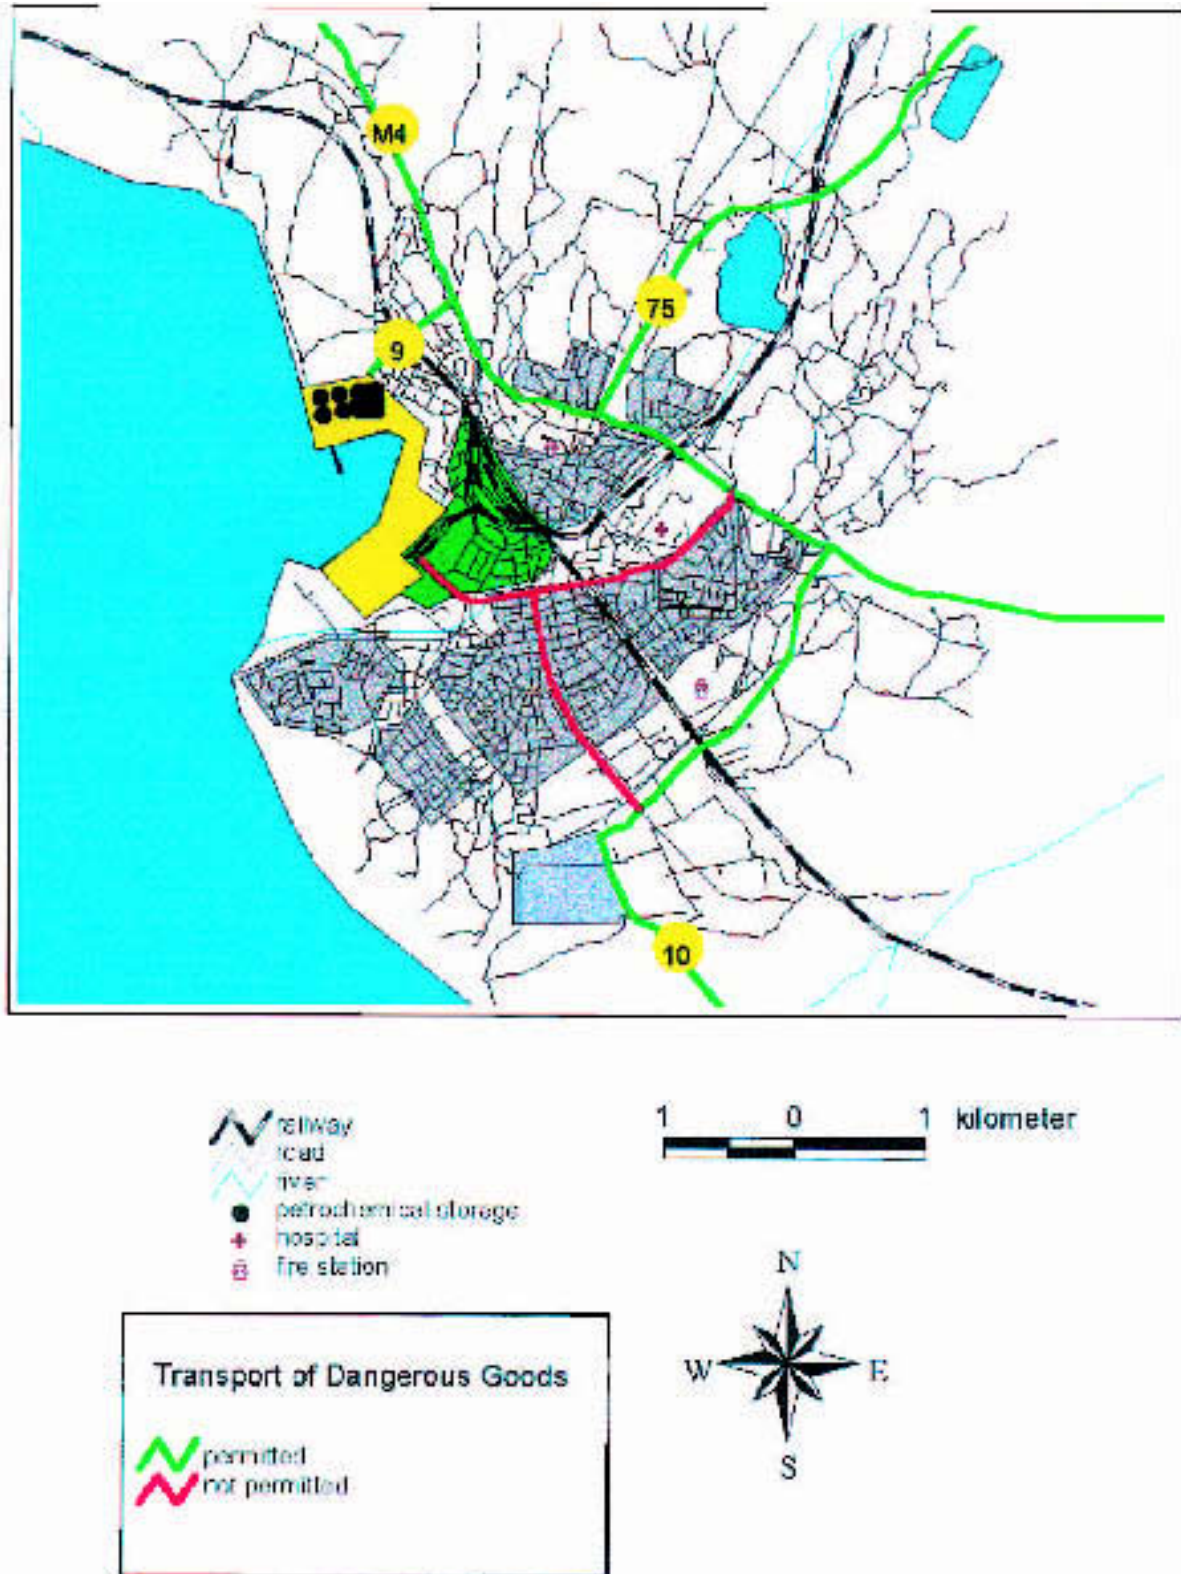 M4
75
9
10
railway
road
river
petrochemical storage
hospital
fire station
1 0 1 kilometer
N
W E
S
Transport of Dangerous Goods
permitted
not permitted